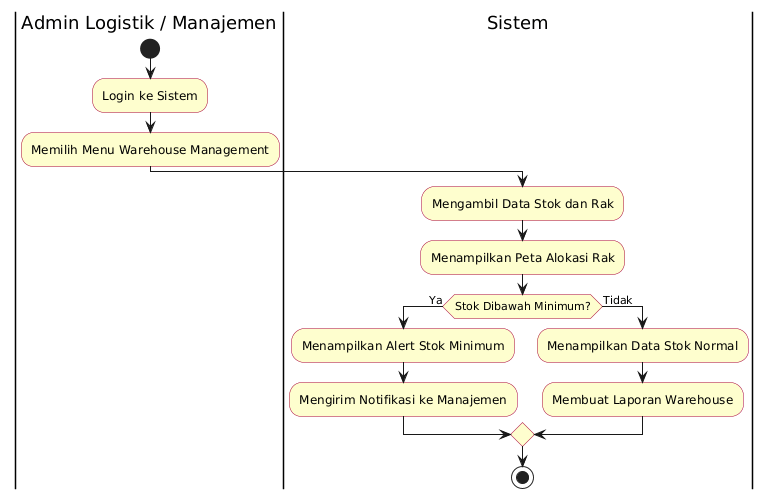 Admin Logistik / Manajemen
Sistem
Login ke Sistem
Memilih Menu Warehouse Management
Mengambil Data Stok dan Rak
Menampilkan Peta Alokasi Rak
Ya
Stok Dibawah Minimum?
Tidak
Menampilkan Alert Stok Minimum
Menampilkan Data Stok Normal
Mengirim Notifikasi ke Manajemen
Membuat Laporan Warehouse